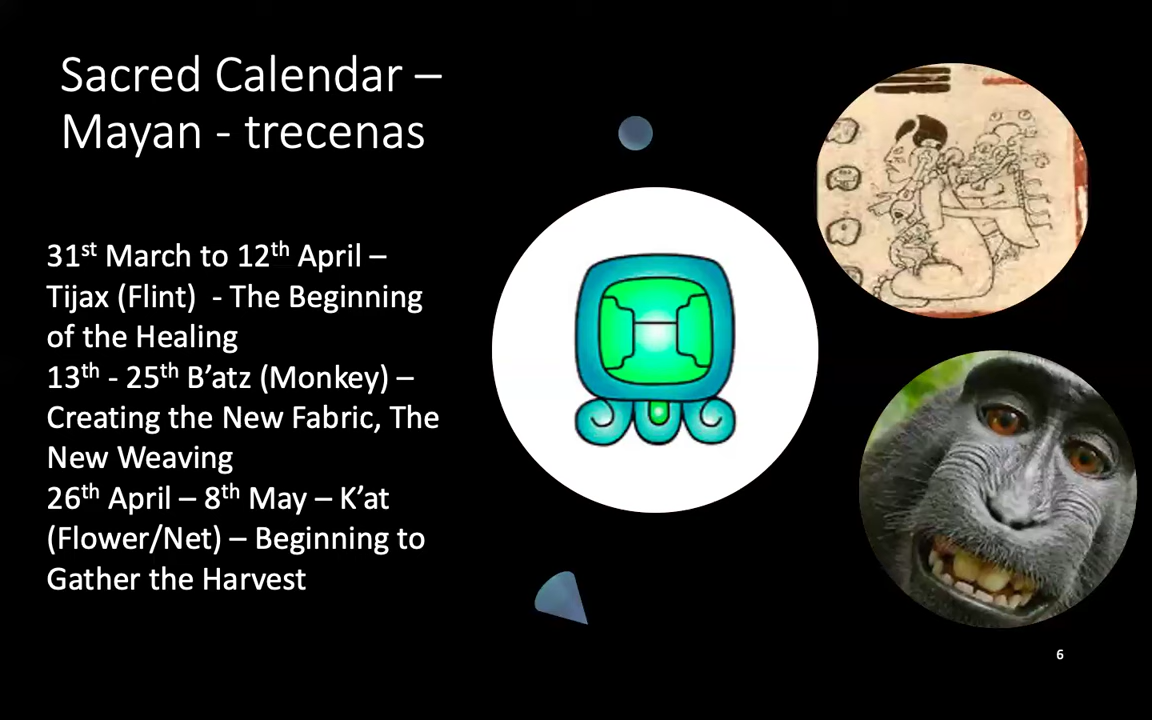 Sacred Calendar –
Mayan - trecenas
31st March to 12th April –
Tijax (Flint)  - The Beginning
of the Healing
13th - 25th B’atz (Monkey) –
Creating the New Fabric, The
New Weaving
26th April – 8th May – K’at
(Flower/Net) – Beginning to
Gather the Harvest
6